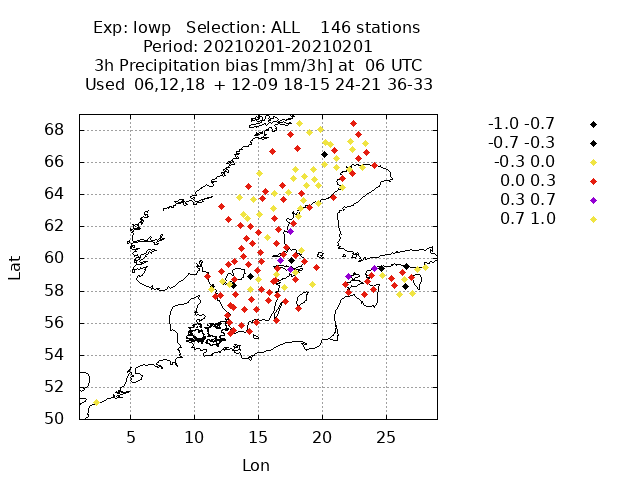 Exp: lowp   Selection: ALL    146 stations
Period: 20210201-20210201
3h Precipitation bias [mm/3h] at  06 UTC
Used  06,12,18  + 12-09 18-15 24-21 36-33
-1.0 -0.7
-0.7 -0.3
-0.3 0.0
0.0 0.3
0.3 0.7
0.7 1.0
68
66
64
62
60
58
56
54
52
50
Lat
5 10 15 20 25
Lon